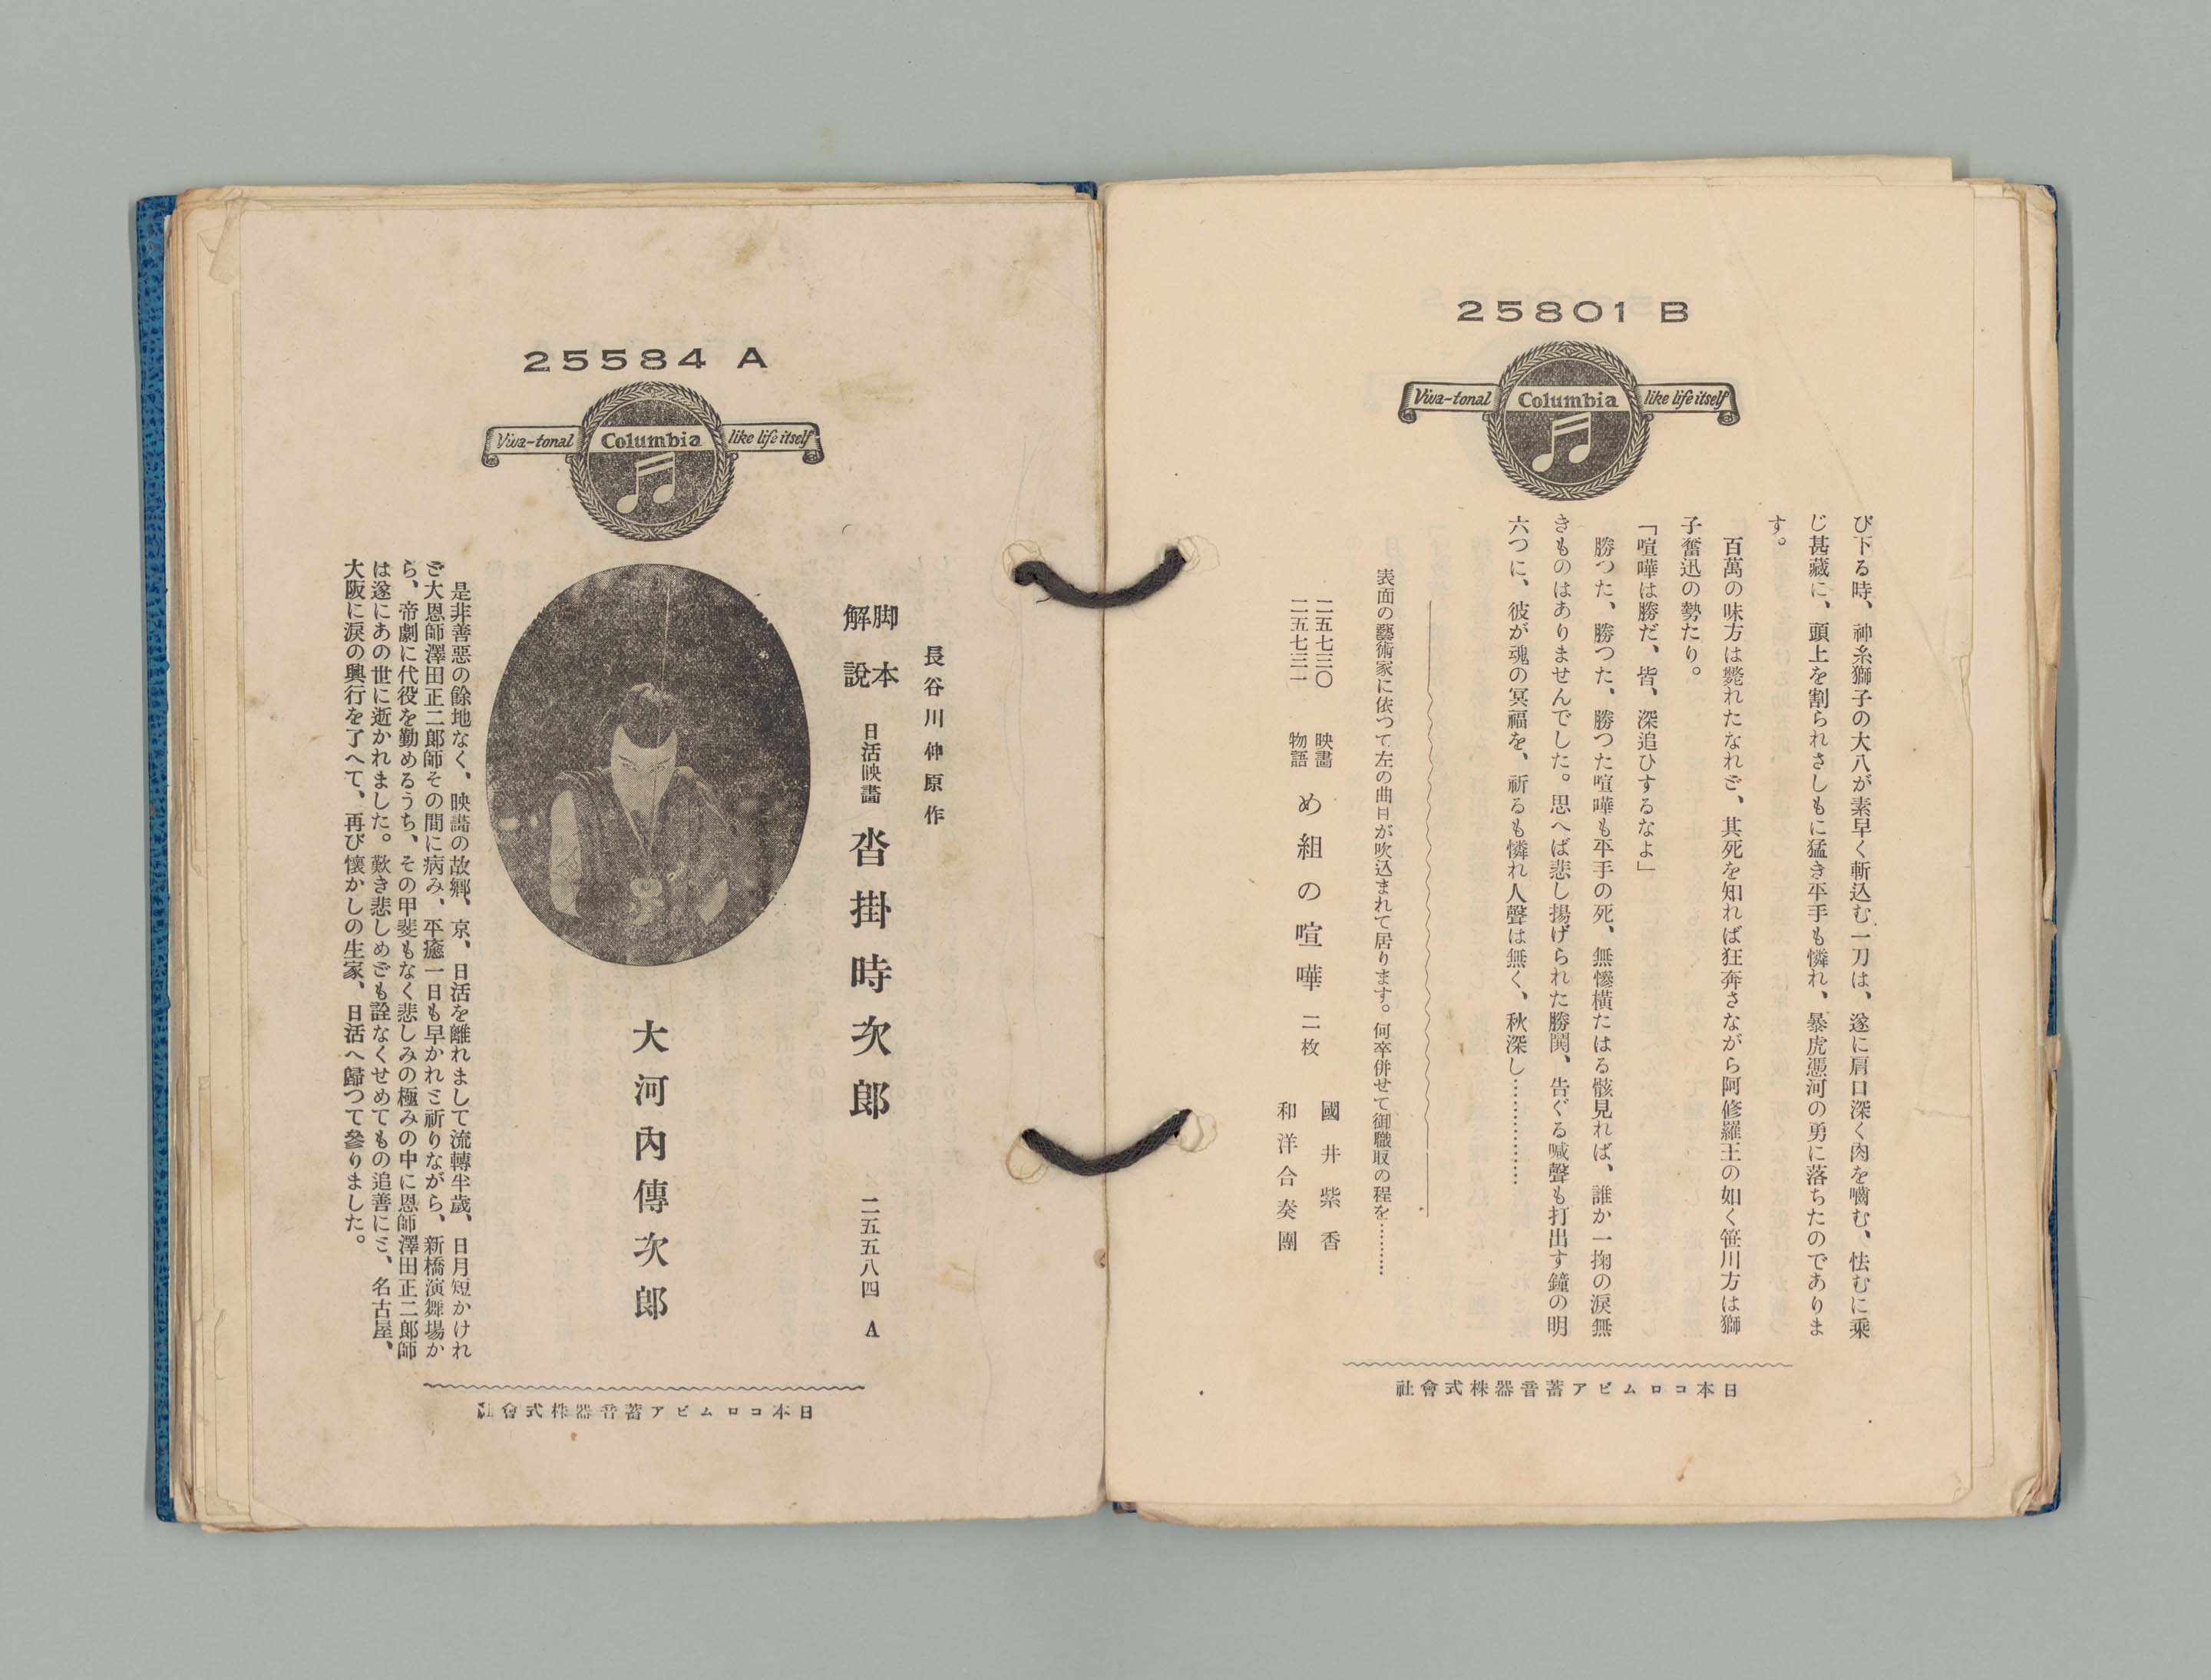 25801 B
Viva-tonal Columbia like life itself
び下る時、神糸獅子の大八が素早く斬込む一刀は、遂に肩口深く肉を嚙む、怯むに乘
じ甚藏に、頭上を割られさしもに猛き平手も憐れ、暴虎憑河の勇に落ちたのでありま
す。
百萬の味方は斃れたなれど、其死を知れば狂奔さながら阿修羅王の如く笹川方は獅
子奮迅の勢たり。
「喧嘩は勝だ、皆、深追ひするなよ」
勝つた、勝つた、勝つた喧嘩も平手の死、無慘橫たはる骸見れば、誰か一掬の淚無
きものはありませんでした。思へば悲し揚げられた勝鬨、吿ぐる喊聲も打出す鐘の明
六つに、彼が魂の冥福を、祈るも憐れ人聲は無く、秋深し……………
表面の藝術家に依つて左の曲目が吹込まれて居ります。何卒併せて御職取の程を………
二五七三〇
二五七三一
映畫
物語
め組の喧嘩 二枚
國井紫香
和洋合奏團
日本コロムビア蓄音器株式會社
25584 A
Viva-tonal Columbia like life itself
長谷川伸原作
脚本
解說
日活映畫 沓掛時次郎 二五五八四 A
大河內傳次郎
是非善惡の餘地なく、映畫の故鄕、京、日活を離れまして流轉半歲、日月短かけれ
ど大恩師澤田正二郎師その間に病み、平癒一日も早かれと祈りながら、新橋演舞場か
ら、帝劇に代役を勤めるうち、その甲斐もなく悲しみの極みの中に恩師澤田正二郎師
は遂にあの世に逝かれました。歎き悲しめども詮なくせめてもの追善にと、名古屋、
大阪に淚の興行を了へて、再び懷かしの生家、日活へ歸つて參りました。
日本コロムビア蓄音器株式會社